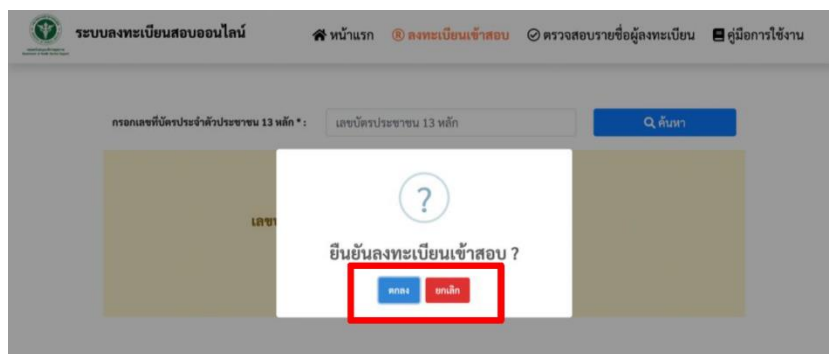 ระบบลงทะเบียนสอบออนไลน์ หน้าแรก ® ลงทะเบียนเข้าสอบ ตรวจสอบรายชื่อผู้ลงทะเบียน คู่มือการใช้งาน
กรอกเลขที่บัตรประจำตัวประชาชน 13 หลัก * : เลขบัตรประชาชน 13 หลัก ค้นหา
?
เลขบ
ยืนยันลงทะเบียนเข้าสอบ ?
ตกลง ยกเลิก